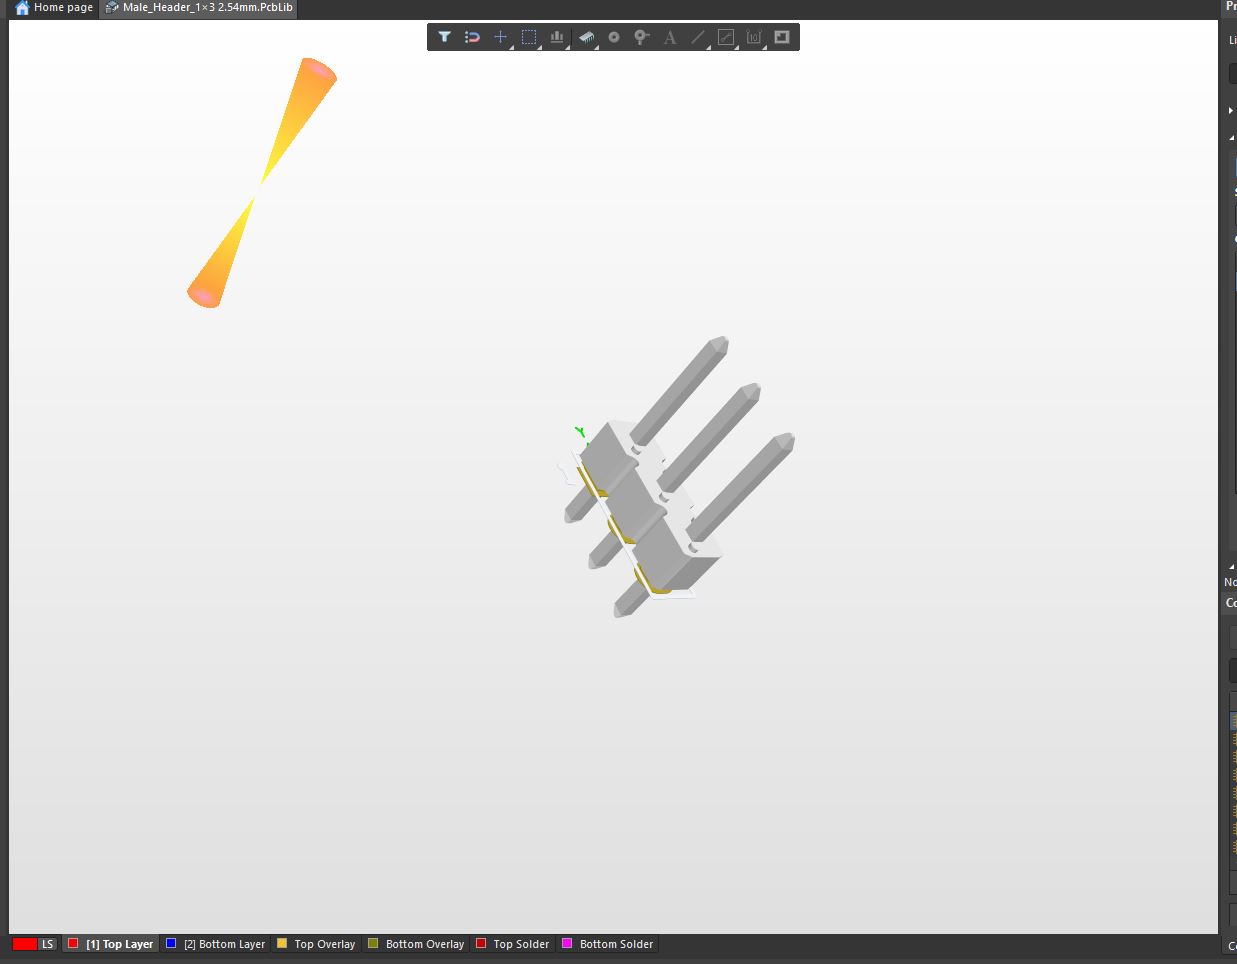 Home page
Male_Header_1×3 2.54mm.PcbLib
Pr
Li
A
10
Y
No
Co
LS
[1] Top Layer
[2] Bottom Layer
Top Overlay
Bottom Overlay
Top Solder
Bottom Solder
Co